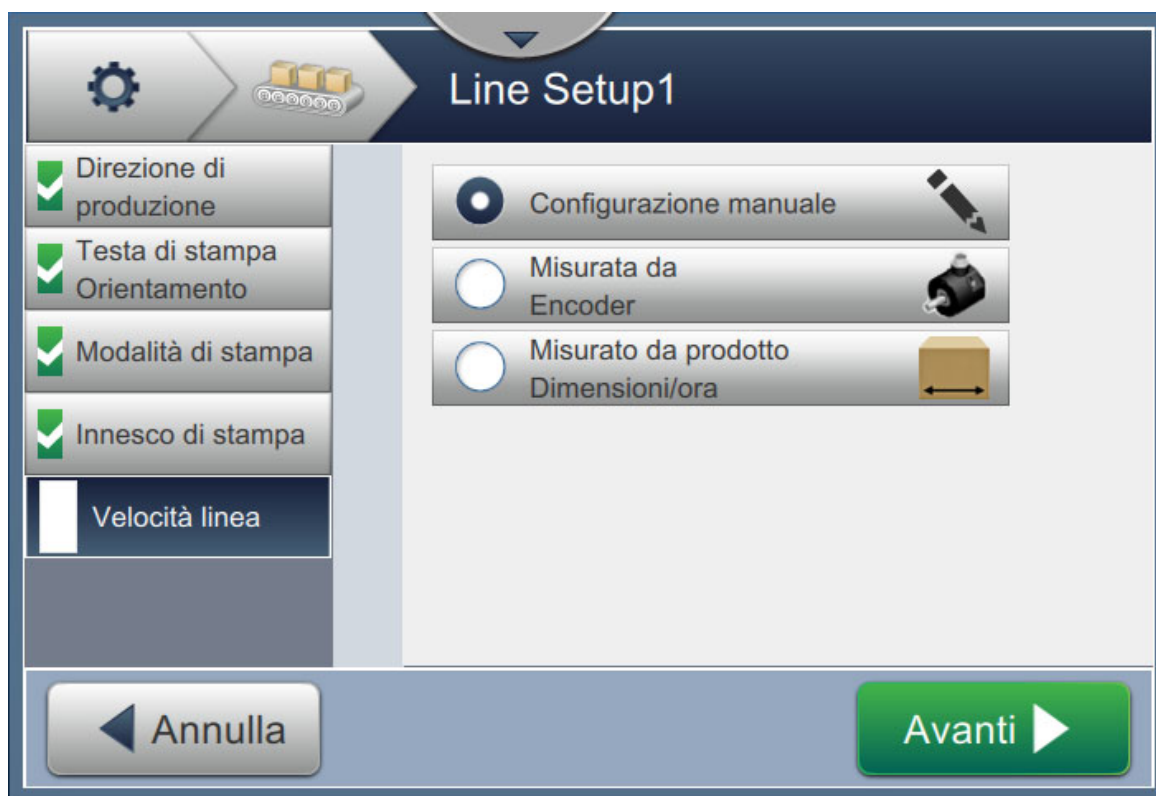 Line Setup1
Direzione di
produzione
Testa di stampa
Orientamento
Modalità di stampa
Innesco di stampa
Velocità linea
Configurazione manuale
Misurata da
Encoder
Misurato da prodotto
Dimensioni/ora
Annulla
Avanti